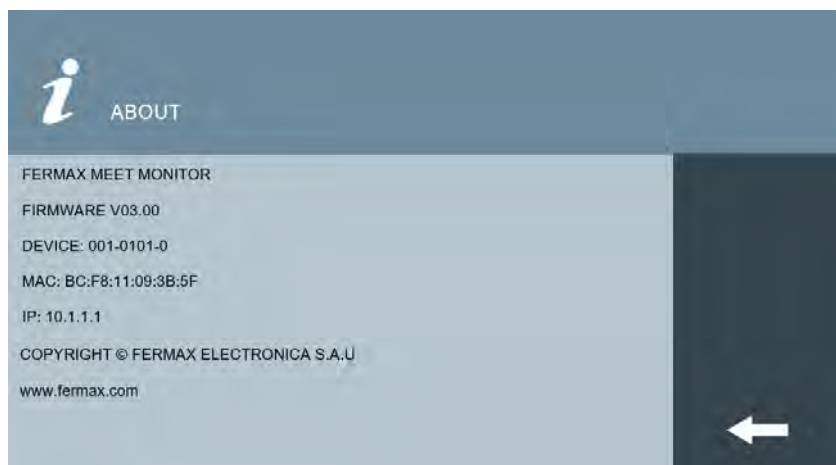 ABOUT
FERMAX MEET MONITOR
FIRMWARE V03.00
DEVICE: 001-0101-0
MAC: BC:F8:11:09:3B:5F
IP: 10.1.1.1
COPYRIGHT © FERMAX ELECTRONICA S.A.U
www.fermax.com